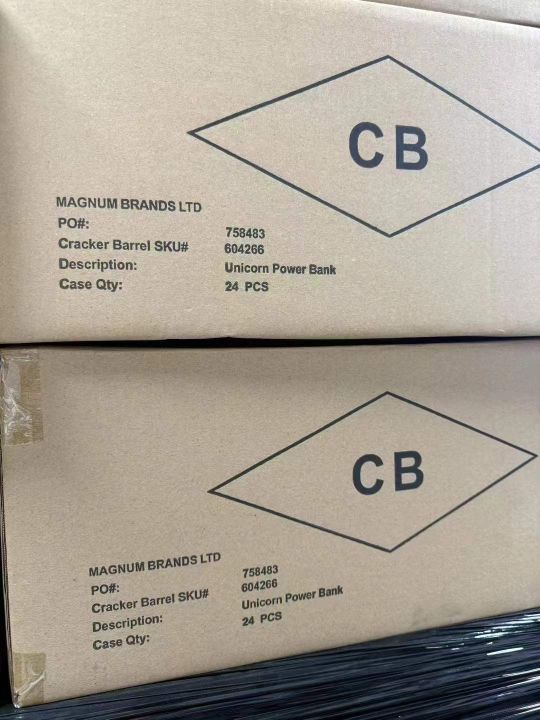 CB
MAGNUM BRANDS LTD
PO#: 758483
Cracker Barrel SKU# 604266
Description: Unicorn Power Bank
Case Qty: 24 PCS
CB
MAGNUM BRANDS LTD
PO#: 758483
Cracker Barrel SKU# 604266
Description: Unicorn Power Bank
Case Qty: 24 PCS